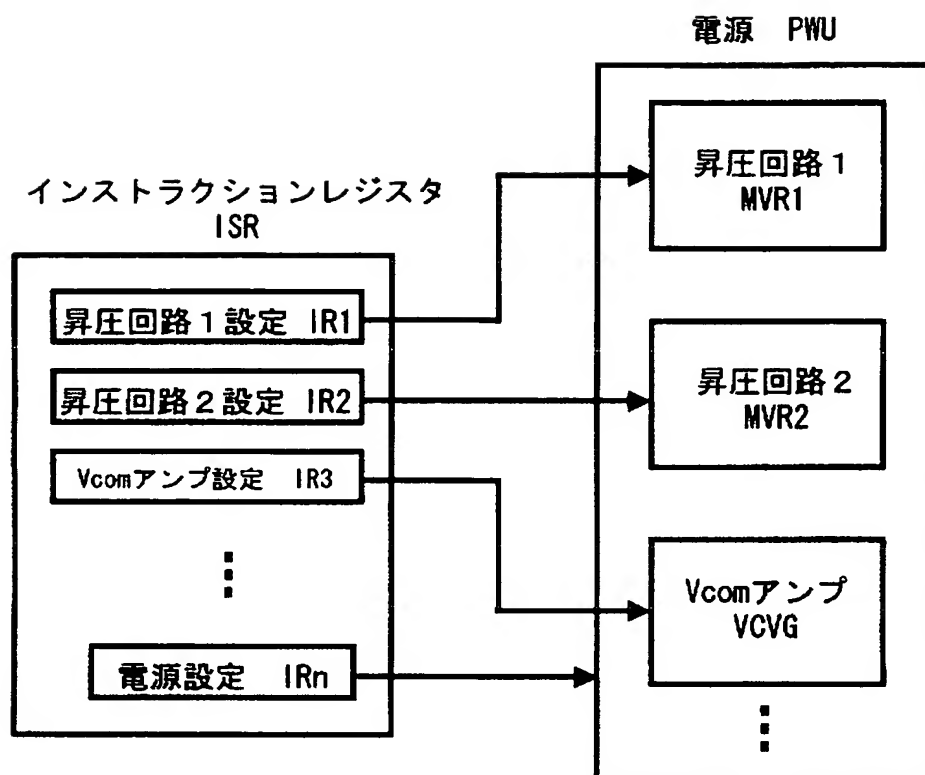 電源 PWU
昇圧回路1
MVR1
インストラクションレジスタ
ISR
昇圧回路1設定 IR1
昇圧回路2設定 IR2
昇圧回路2
MVR2
Vcomアンプ設定 IR3
Vcomアンプ
VCVG
電源設定 IRn